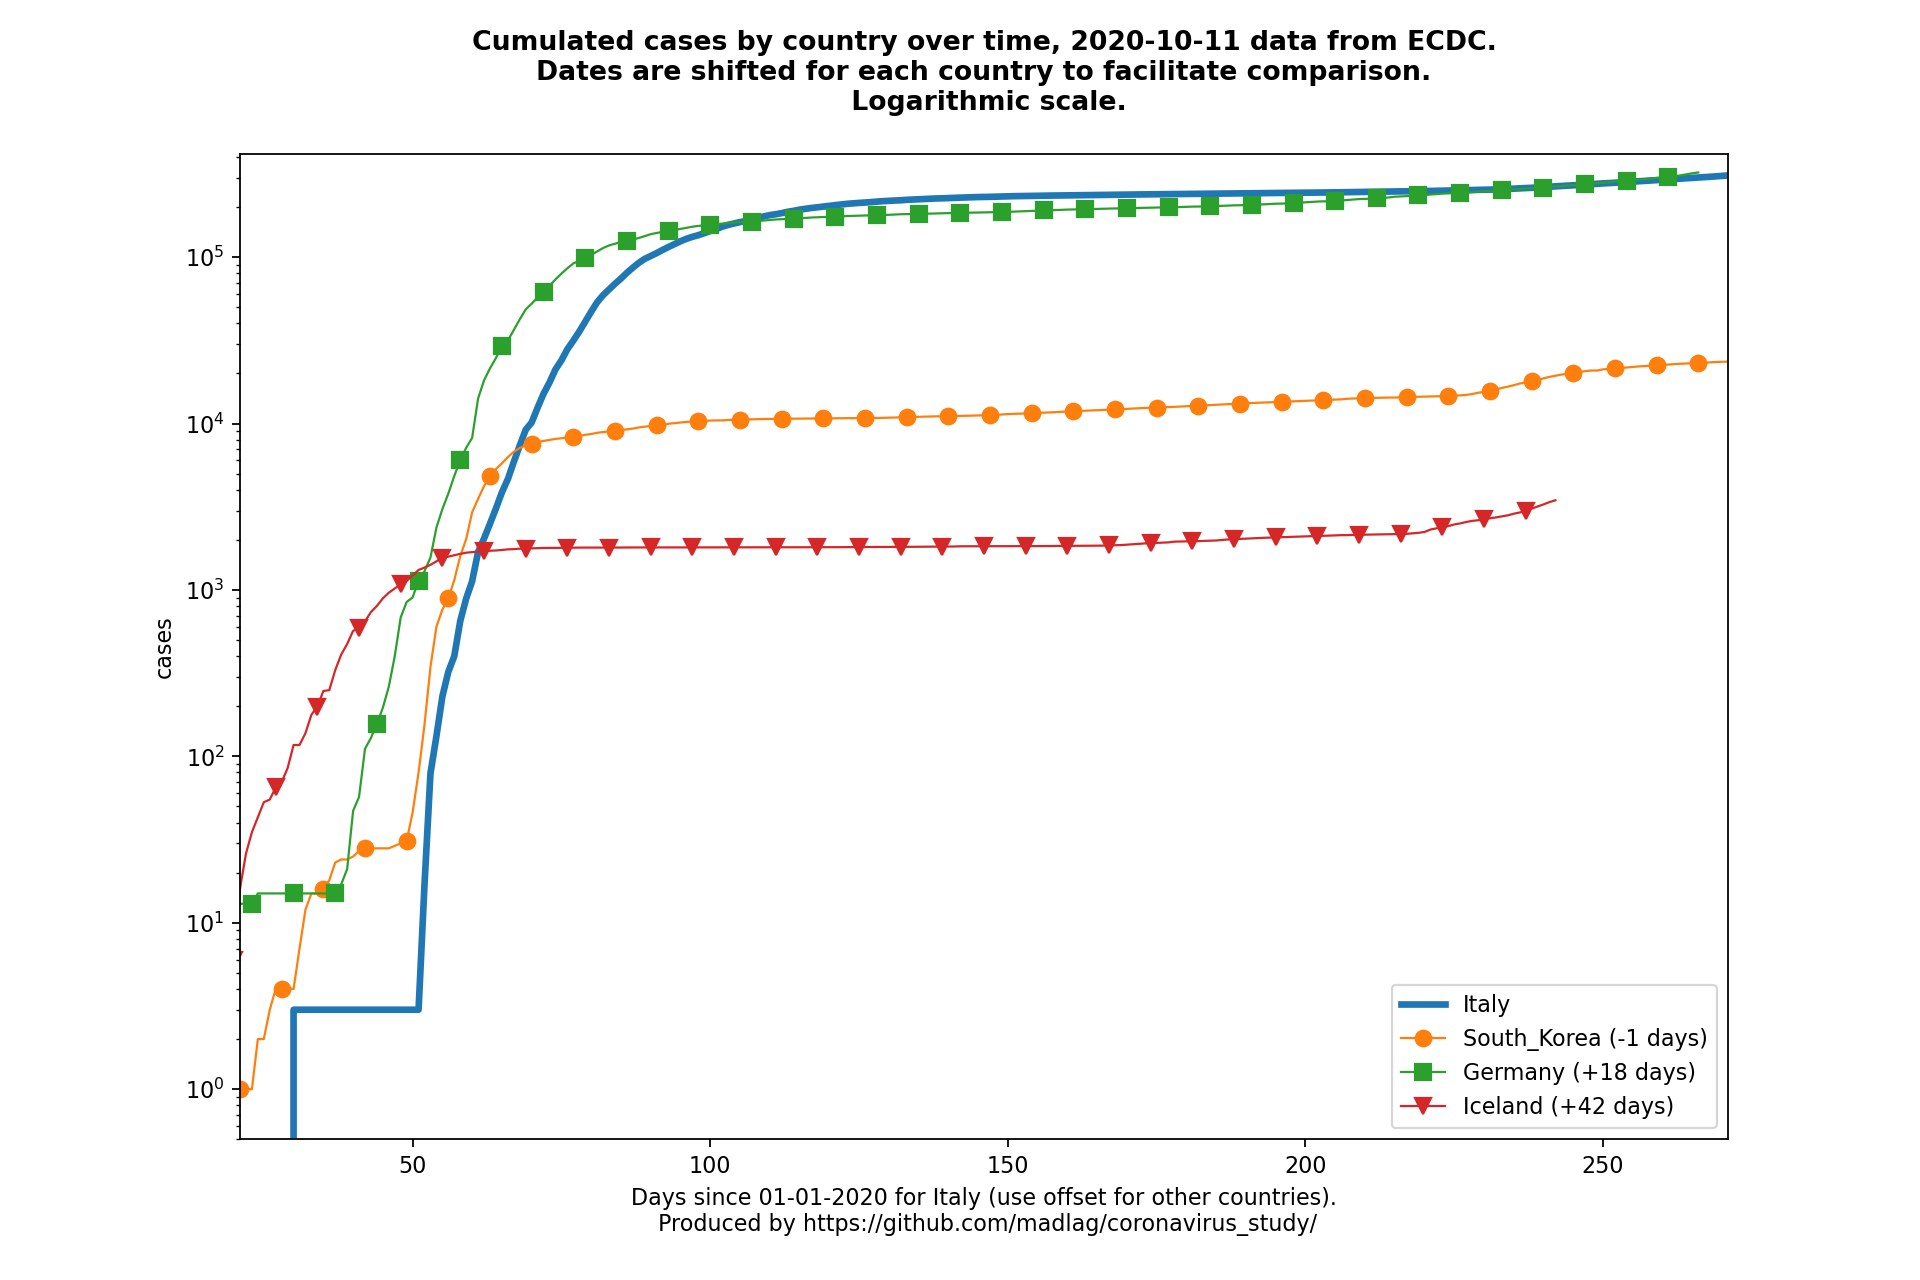 Cumulated cases by country over time, 2020-10-11 data from ECDC.
Dates are shifted for each country to facilitate comparison.
Logarithmic scale.
cases
10^5
10^4
10^3
10^2
10^1
10^0
Italy
South_Korea (-1 days)
Germany (+18 days)
Iceland (+42 days)
50 100 150 200 250
Days since 01-01-2020 for Italy (use offset for other countries).
Produced by https://github.com/madlag/coronavirus_study/